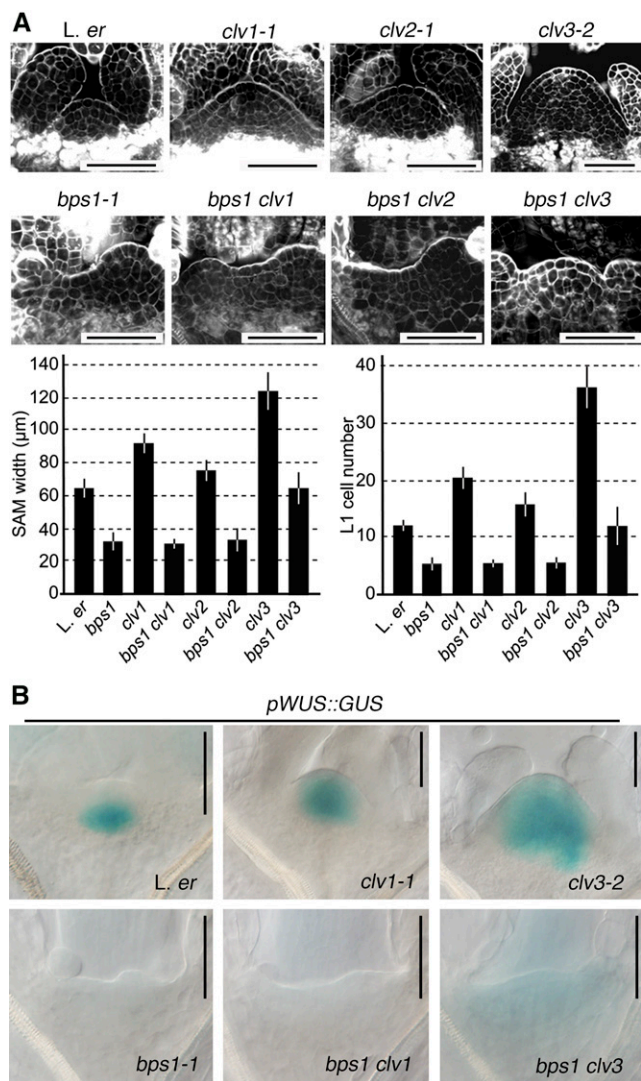 A
L. er clv1-1 clv2-1 clv3-2
bps1-1 bps1 clv1 bps1 clv2 bps1 clv3
140
120
100
80
60
40
20
0
SAM width (μm)
L. er bps1 clv1 bps1 clv1 clv2 bps1 clv2 clv3 bps1 clv3
40
30
20
10
0
L1 cell number
L. er bps1 clv1 bps1 clv1 clv2 bps1 clv2 clv3 bps1 clv3
B
pWUS::GUS
L. er clv1-1 clv3-2
bps1-1 bps1 clv1 bps1 clv3